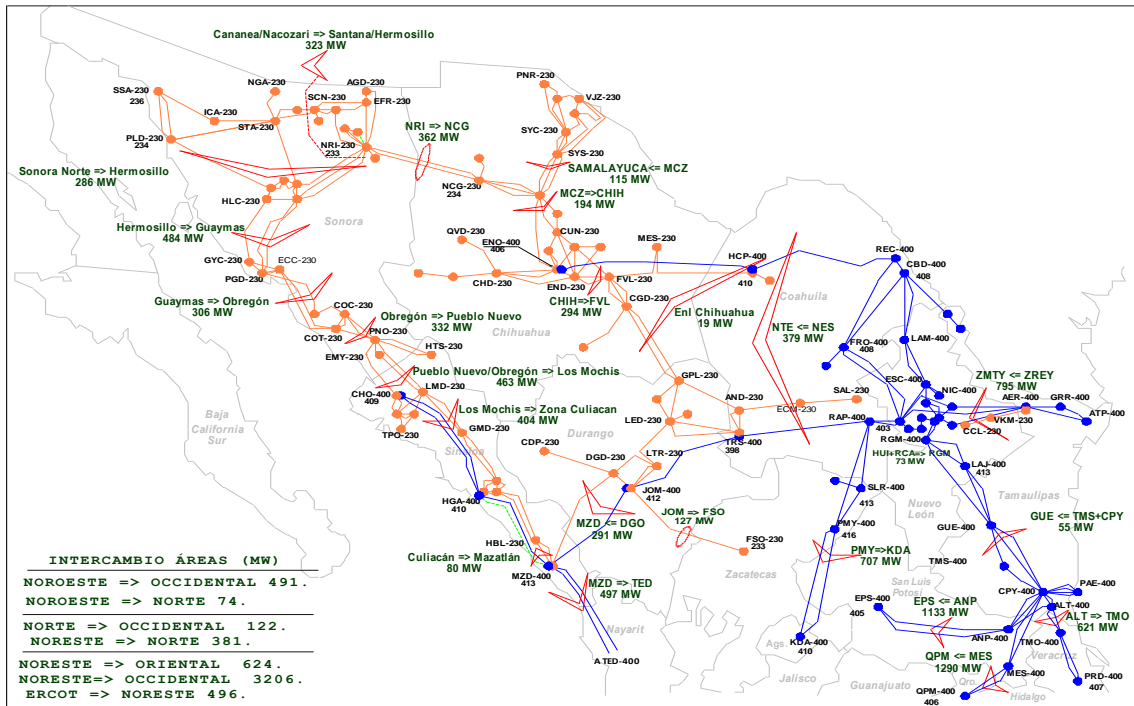 Cananea/Nacozari => Santana/Hermosillo
323 MW
SSA-230
236
NGA-230
AGD-230
SCN-230
EFR-230
ICA-230
STA-230
PLD-230
234
NRI-230
233
NRI => NCG
362 MW
PNR-230
VJZ-230
SYC-230
SYS-230
SAMALAYUCA<= MCZ
115 MW
NCG-230
234
MCZ=>CHIH
194 MW
Sonora Norte => Hermosillo
286 MW
HLC-230
Sonora
Hermosillo => Guaymas
484 MW
GYC-230
ECC-230
PGD-230
Guaymas => Obregón
306 MW
QVD-230
ENO-400
406
CUN-230
MES-230
CHD-230
END-230
FVL-230
CHIH=>FVL
294 MW
CGD-230
HCP-400
410
REC-400
CBD-400
408
Coahuila
Enl Chihuahua
19 MW
NTE <= NES
379 MW
COC-230
COT-230
PNO-230
Obregón => Pueblo Nuevo
332 MW
Chihuahua
EMY-230
HTS-230
Pueblo Nuevo/Obregón => Los Mochis
463 MW
FRO-400
408
LAM-400
ESC-400
NIC-400
ZMTY <= ZREY
795 MW
AER-400
GRR-400
ATP-400
VKM-230
CCL-230
CHO-400
409
LMD-230
Los Mochis => Zona Culiacan
404 MW
TPO-230
GMD-230
Baja
California
Sur
Sinaloa
Durango
GPL-230
AND-230
SAL-230
ECM-230
LED-230
TRS-400
398
RAP-400
403
RGM-400
HUI+RCA=> RGM
73 MW
CDP-230
DGD-230
LTR-230
JOM-400
412
LAJ-400
413
SLR-400
413
Nuevo
León
Tamaulipas
HGA-400
410
MZD <= DGO
291 MW
JOM => FSO
127 MW
FSO-230
233
PMY-400
416
GUE-400
GUE <= TMS+CPY
55 MW
HBL-230
Culiacán => Mazatlán
80 MW
MZD-400
413
MZD => TED
497 MW
PMY=>KDA
707 MW
Zacatecas
TMS-400
San Luis
Potosí
CPY-400
PAE-400
EPS-400
405
EPS <= ANP
1133 MW
ALT-400
ALT => TMO
621 MW
ANP-400
TMO-400
Nayarit
Ags.
KDA-400
410
Veracruz
ATED-400
QPM <= MES
1290 MW
MES-400
PRD-400
407
Jalisco
Guanajuato
Qro.
QPM-400
406
Hidalgo
INTERCAMBIO ÁREAS (MW)
NOROESTE => OCCIDENTAL 491.
NOROESTE => NORTE 74.
NORTE => OCCIDENTAL 122.
NORESTE => NORTE 381.
NORESTE => ORIENTAL 624.
NORESTE=> OCCIDENTAL 3206.
ERCOT => NORESTE 496.